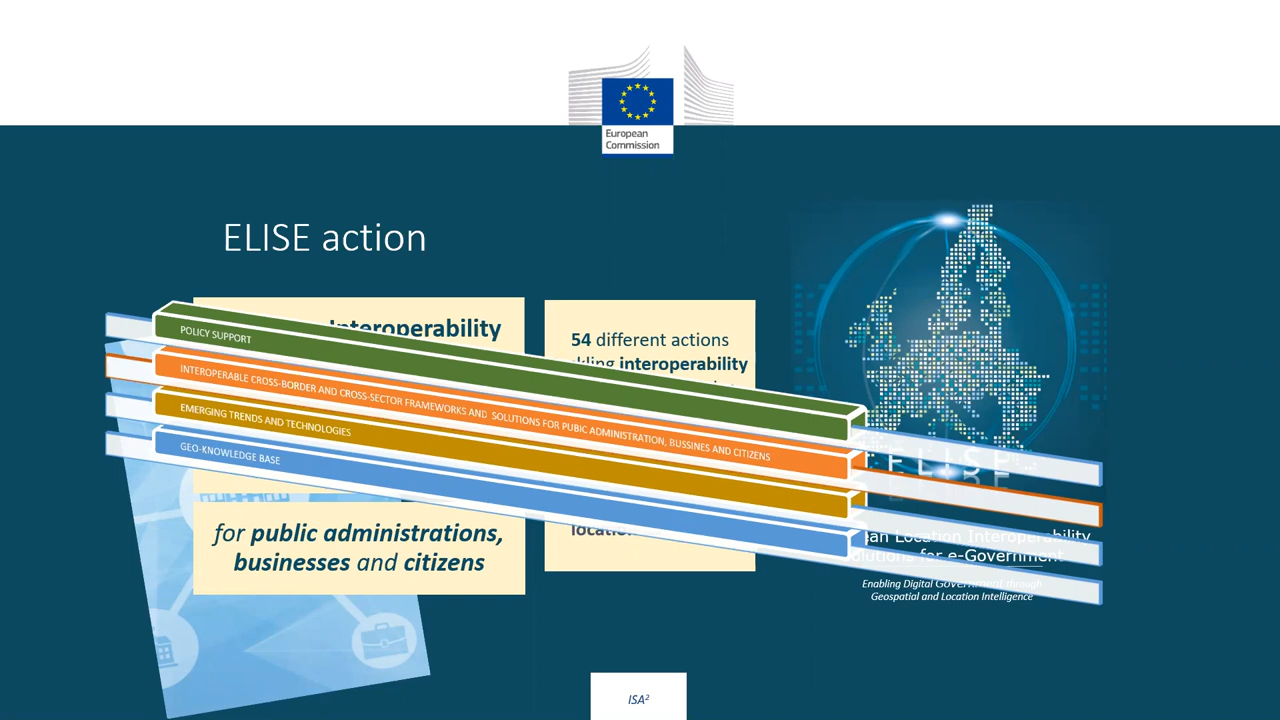 European
Commission
ELISE action
interoperability
54 different actions
interoperability
POLICY SUPPORT
INTEROPERABLE CROSS-BORDER AND CROSS-SECTOR FRAMEWORKS AND SOLUTIONS FOR PUBIC ADMINISTRATION, BUSSINES AND CITIZENS
EMERGING TRENDS AND TECHNOLOGIES
GEO-KNOWLEDGE BASE
for public administrations,
businesses and citizens
ELISE
Location Interoperability
for e-Government
Enabling Digital Government through
Geospatial and Location Intelligence
ISA²